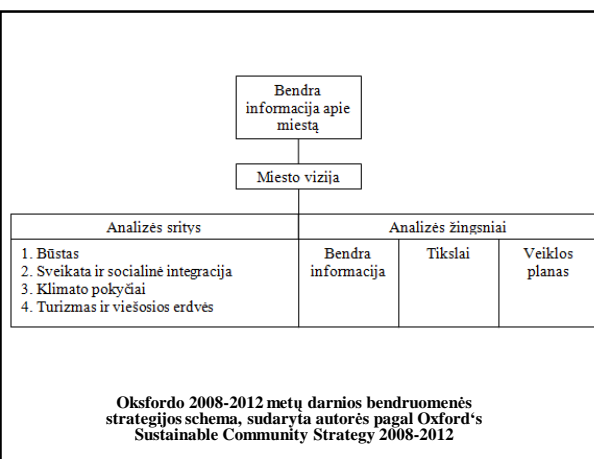 Bendra
informacija apie
miestą
Miesto vizija
Analizės sritys
Analizės žingsniai
1. Būstas
2. Sveikata ir socialinė integracija
3. Klimato pokyčiai
4. Turizmas ir viešosios erdvės
Bendra
informacija
Tikslai
Veiklos
planas
Oksfordo 2008-2012 metų darnios bendruomenės
strategijos schema, sudaryta autorės pagal Oxford‘s
Sustainable Community Strategy 2008-2012